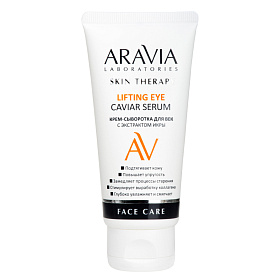 ARAVIA
LABORATORIES
SKIN THERAP
LIFTING EYE
CAVIAR SERUM
КРЕМ-СЫВОРОТКА ДЛЯ ВЕК
С ЭКСТРАКТОМ ИКРЫ
AV
Подтягивает кожу
Повышает упругость
Замедляет процессы старения
Стимулирует выработку коллагена
Глубоко увлажняет и смягчает
FACE CARE